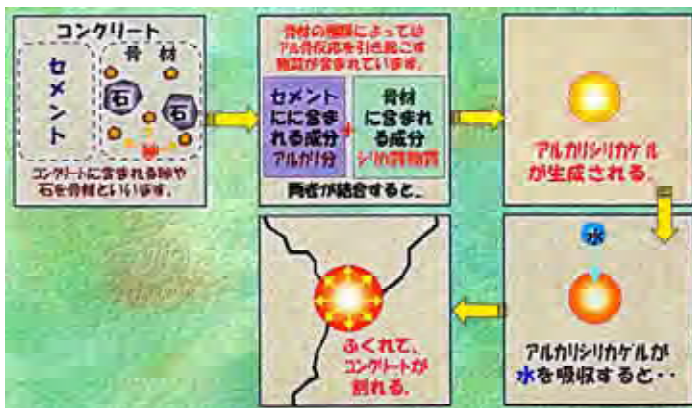 コンクリート
セメント
骨材
石
石
砂
コンクリートに含まれる砂や
石を骨材といいます。
骨材の種類によっては
アル骨反応を引き起こす
物質が含まれています。
セメント
にに含ま
れる成分
アルカリ分
+
骨材
に含まれ
る成分
シリカ質物質
両者が結合すると、
アルカリシリカゲル
が生成される。
水
アルカリシリカゲルが
水を吸収すると・・
ふくれて、
コンクリートが
割れる。